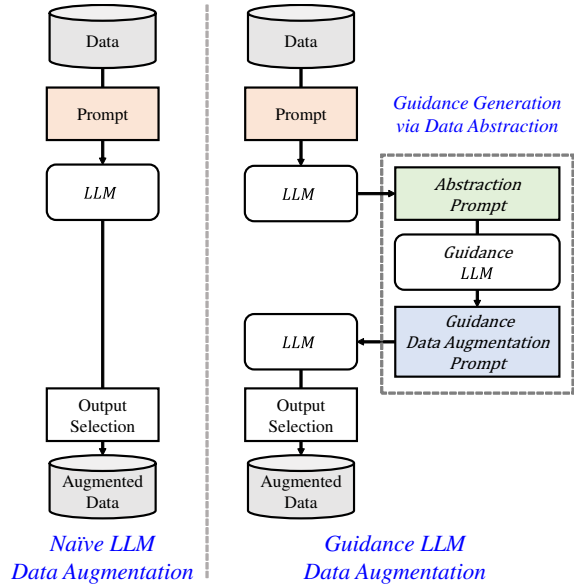 Data
Prompt
LLM
Output
Selection
Augmented
Data
Naïve LLM
Data Augmentation
Data
Prompt
LLM
Guidance Generation
via Data Abstraction
Abstraction
Prompt
Guidance
LLM
Guidance
Data Augmentation
Prompt
LLM
Output
Selection
Augmented
Data
Guidance LLM
Data Augmentation